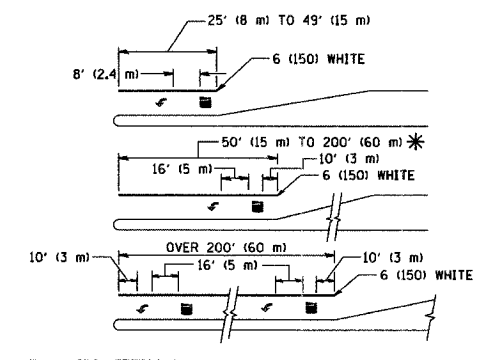 25' (8 m) TO 49' (15 m)
6 (150) WHITE
8' (2.4 m)
50' (15 m) TO 200' (60 m) *
16' (5 m)
10' (3 m)
6 (150) WHITE
OVER 200' (60 m)
10' (3 m)
16' (5 m)
10' (3 m)
6 (150) WHITE